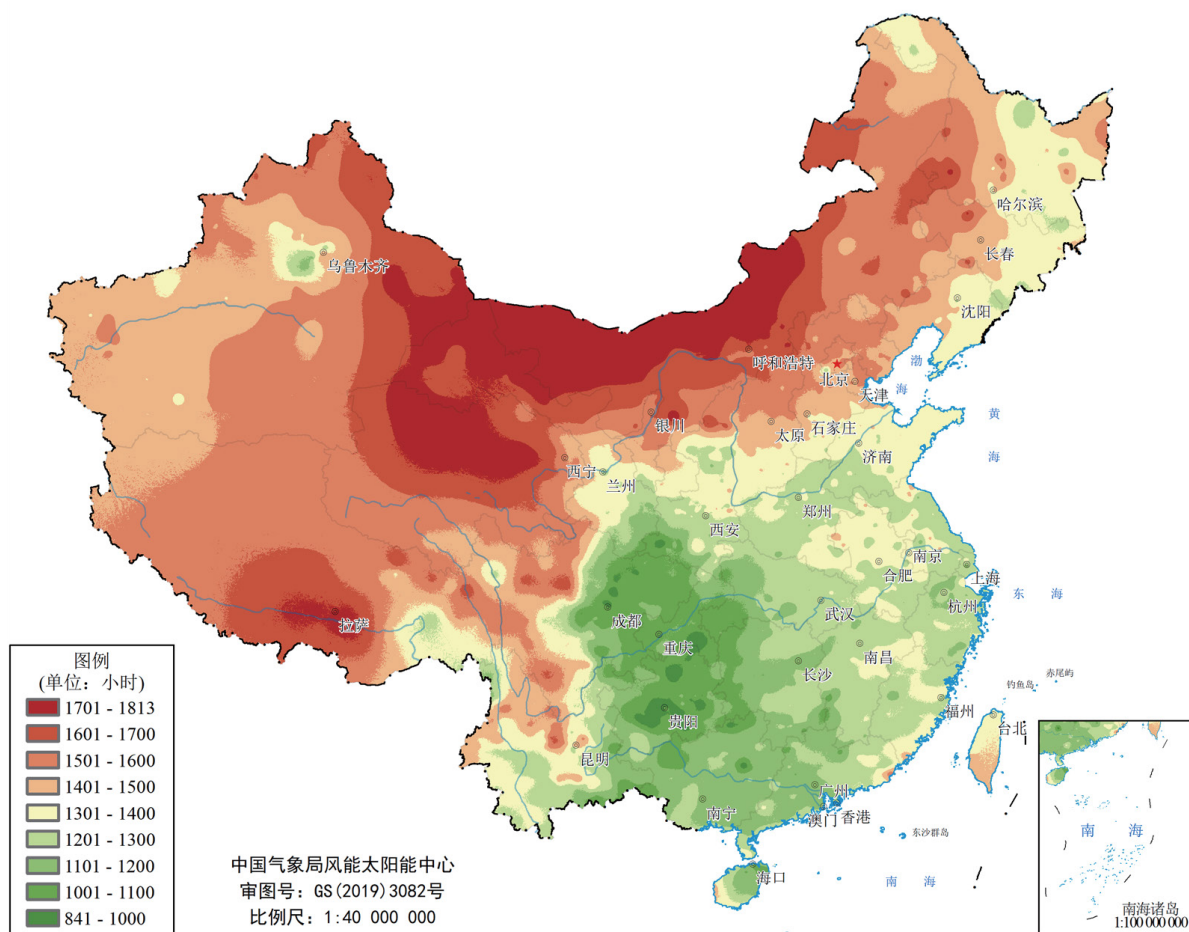 哈尔滨
乌鲁木齐
长春
沈阳
呼和浩特
渤
海
北京
天津
银川
石家庄
太原
黄
海
济南
西宁
兰州
郑州
西安
南京
合肥
上海
拉萨
成都
武汉
杭州
东 海
重庆
南昌
长沙
赤尾屿
钓鱼岛
福州
贵阳
台北
昆明
广州
南宁
澳门
香港
东沙群岛
海口
南 海
图例
(单位：小时)
1701 - 1813
1601 - 1700
1501 - 1600
1401 - 1500
1301 - 1400
1201 - 1300
1101 - 1200
1001 - 1100
841 - 1000
中国气象局风能太阳能中心
审图号：GS(2019)3082号
比例尺：1:40 000 000
南 海
南海诸岛
1:100 000 000